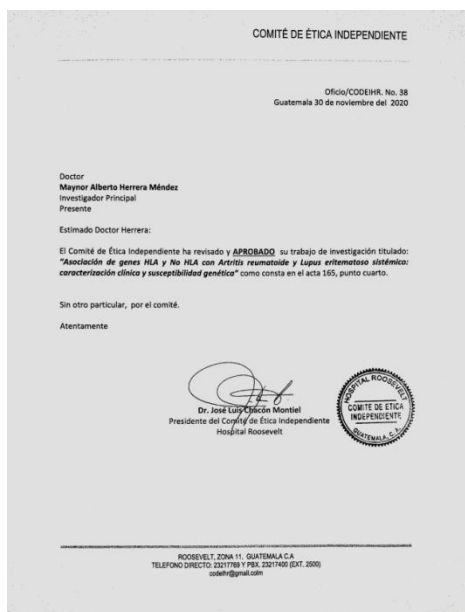 COMITÉ DE ÉTICA INDEPENDIENTE
Oficio/CODEIHR. No. 38
Guatemala 30 de noviembre del 2020
Doctor
Maynor Alberto Herrera Méndez
Investigador Principal
Presente
Estimado Doctor Herrera:
El Comité de Ética Independiente ha revisado y APROBADO su trabajo de investigación titulado:
"Asociación de genes HLA y No HLA con Artritis reumatoide y Lupus eritematoso sistémico:
caracterización clínica y susceptibilidad genética" como consta en el acta 165, punto cuarto.
Sin otro particular, por el comité.
Atentamente
Dr. José Luis Chacón Montiel
Presidente del Comité de Ética Independiente
Hospital Roosevelt
HOSPITAL ROOSEVELT
COMITE DE ETICA
INDEPENDIENTE
GUATEMALA, C. A.
ROOSEVELT, ZONA 11, GUATEMALA C.A
TELEFONO DIRECTO: 23217769 Y PBX. 23217400 (EXT. 2500)
codeihr@gmail.colm